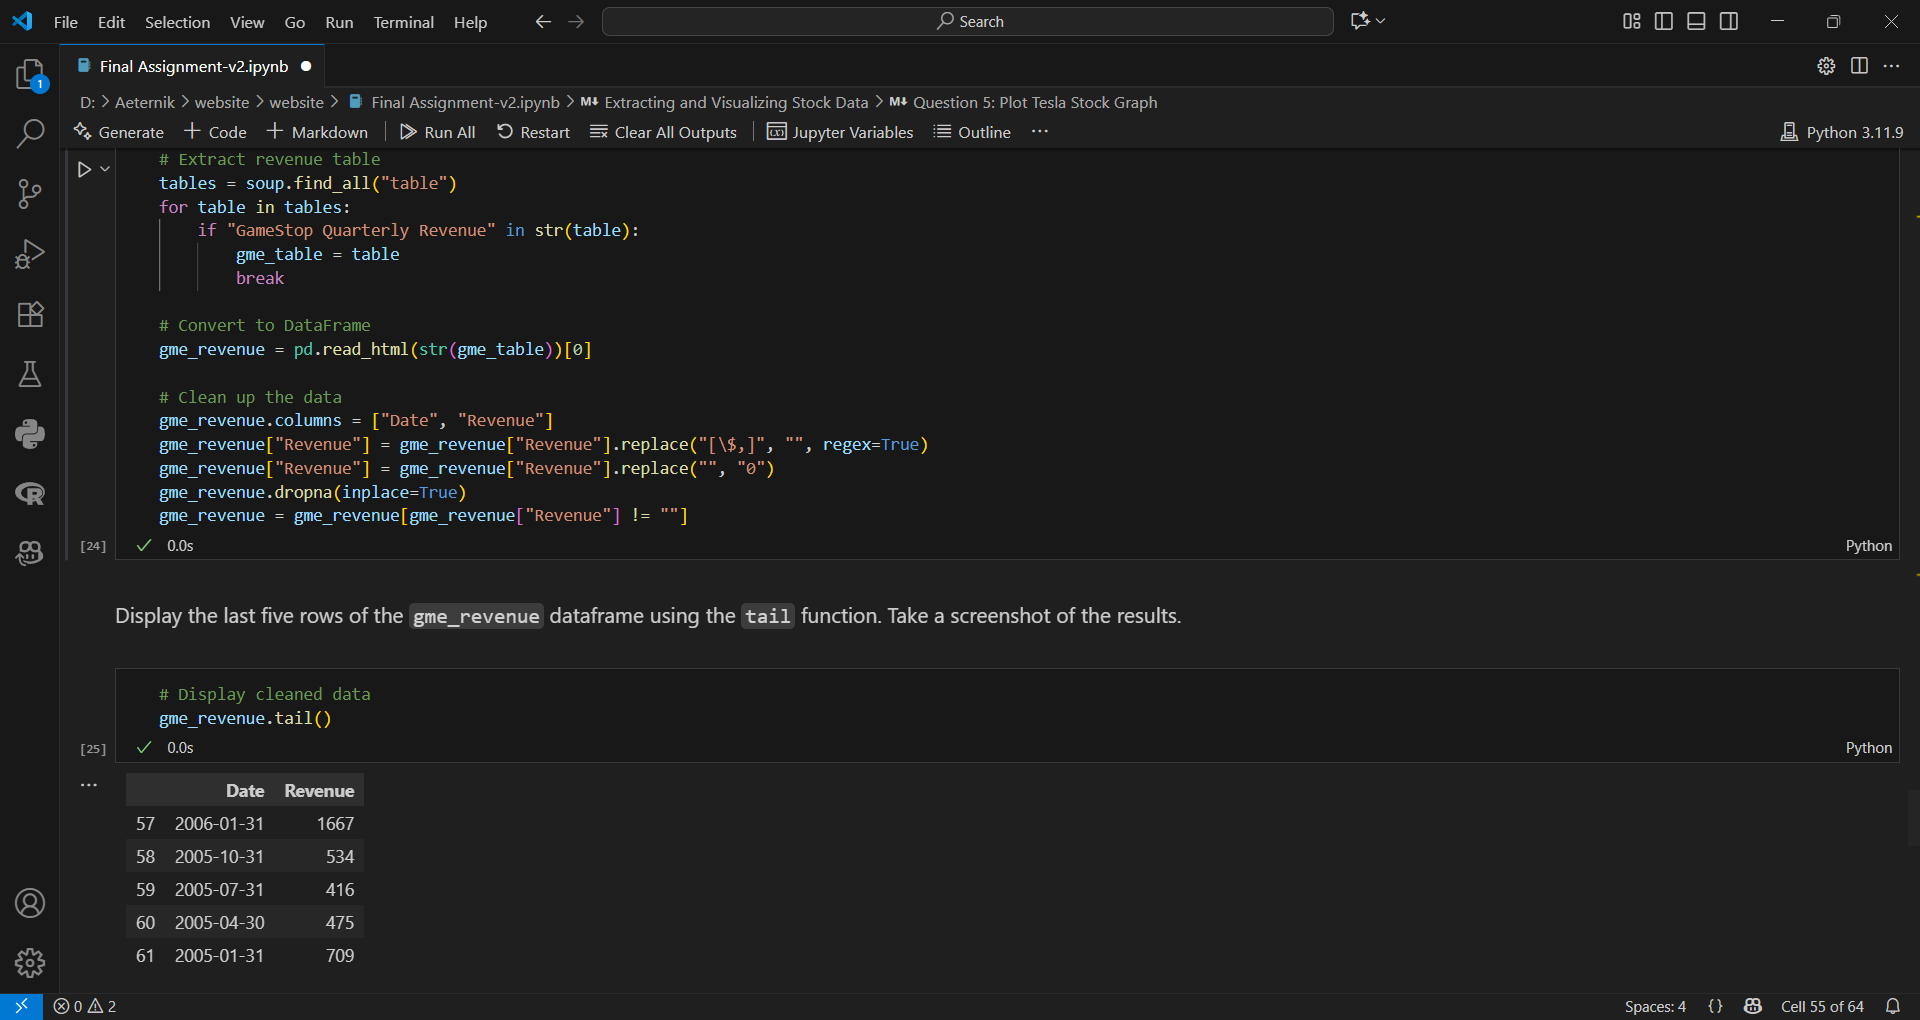 File Edit Selection View Go Run Terminal Help Search
Final Assignment-v2.ipynb
1
D: > Aeternik > website > website > Final Assignment-v2.ipynb > M↓ Extracting and Visualizing Stock Data > M↓ Question 5: Plot Tesla Stock Graph
Generate + Code + Markdown Run All Restart Clear All Outputs Jupyter Variables Outline ... Python 3.11.9
# Extract revenue table
tables = soup.find_all("table")
for table in tables:
    if "GameStop Quarterly Revenue" in str(table):
        gme_table = table
        break
# Convert to DataFrame
gme_revenue = pd.read_html(str(gme_table))[0]
# Clean up the data
gme_revenue.columns = ["Date", "Revenue"]
gme_revenue["Revenue"] = gme_revenue["Revenue"].replace("[\$,]", "", regex=True)
gme_revenue["Revenue"] = gme_revenue["Revenue"].replace("", "0")
gme_revenue.dropna(inplace=True)
gme_revenue = gme_revenue[gme_revenue["Revenue"] != ""]
[24] ✓ 0.0s Python
Display the last five rows of the gme_revenue dataframe using the tail function. Take a screenshot of the results.
# Display cleaned data
gme_revenue.tail()
[25] ✓ 0.0s Python
...
Date Revenue
57 2006-01-31 1667
58 2005-10-31 534
59 2005-07-31 416
60 2005-04-30 475
61 2005-01-31 709
0 2 Spaces: 4 {} Cell 55 of 64